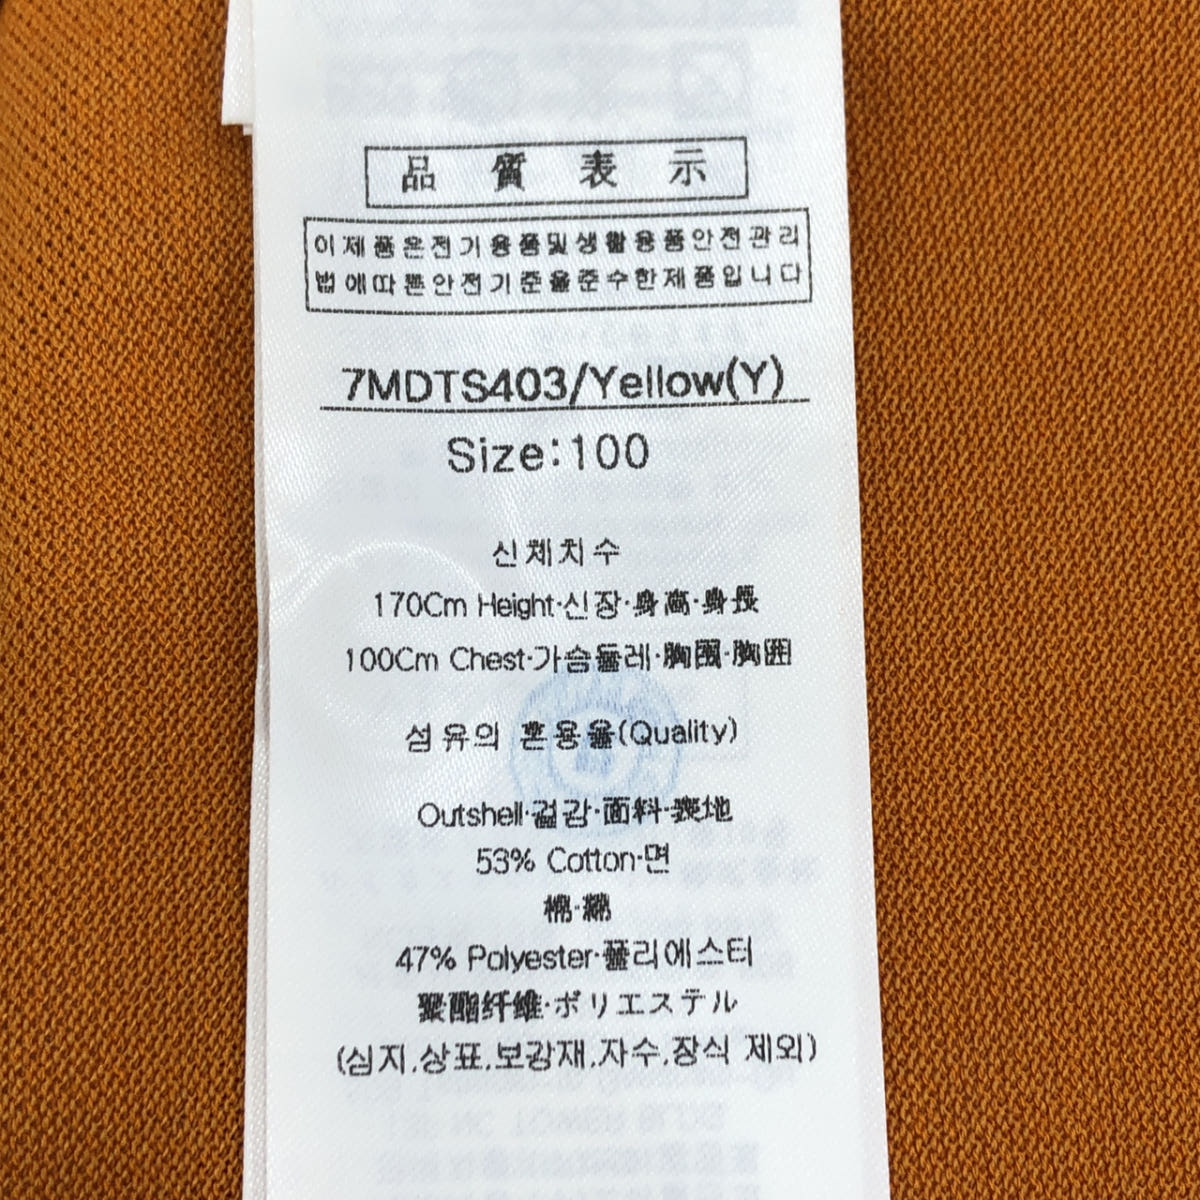 品質表示
이제품은전기용품및생활용품안전관리
법에따른안전기준을준수한제품입니다
7MDTS403/Yellow(Y)
Size:100
신체치수
170Cm Height·신장·身高·身長
100Cm Chest·가슴둘레·胸围·胸囲
섬유의 혼용율(Quality)
Outshell·겉감·面料·表地
53% Cotton·면
棉·綿
47% Polyester·폴리에스터
聚酯纤维·ポリエステル
(심지,상표,보강재,자수,장식 제외)